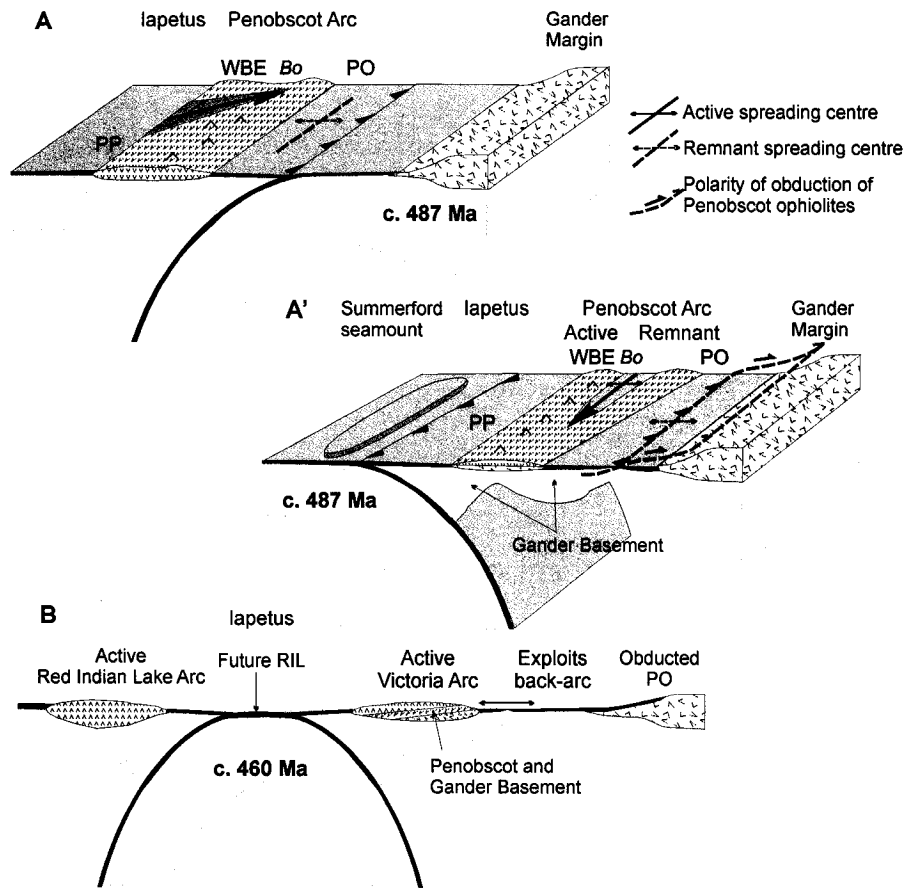 A
Iapetus Penobscot Arc
Gander
Margin
WBE Bo PO
PP
c. 487 Ma
Active spreading centre
Remnant spreading centre
Polarity of obduction of
Penobscot ophiolites
A'
Summerford
seamount
Iapetus
Penobscot Arc
Active Remnant
WBE Bo PO
Gander
Margin
PP
c. 487 Ma
Gander Basement
B
Iapetus
Active
Red Indian Lake Arc
Future RIL
Active
Victoria Arc
Exploits
back-arc
Obducted
PO
c. 460 Ma
Penobscot and
Gander Basement